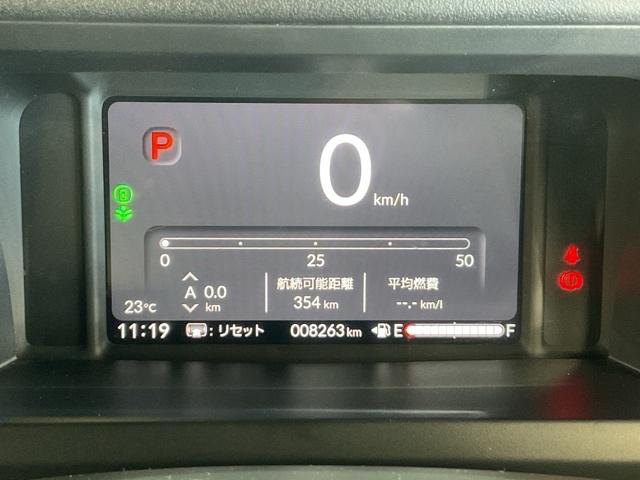 P
0 km/h
0 25 50
航続可能距離 平均燃費
A 0.0 km 354 km --.- km/l
23℃
11:19 リセット 008263 km E F